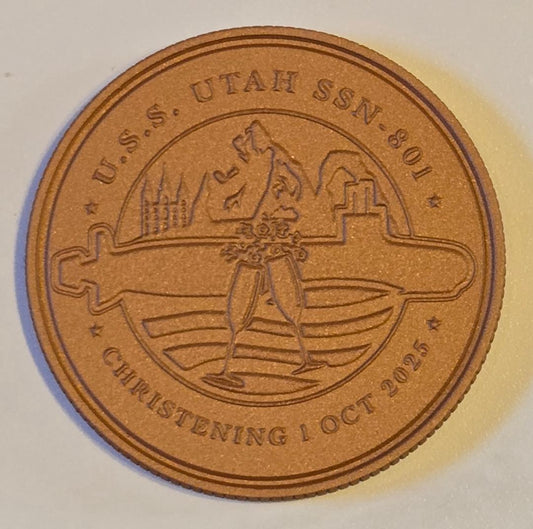 U.S.S. UTAH SSN-801
CHRISTENING 1 OCT 2025